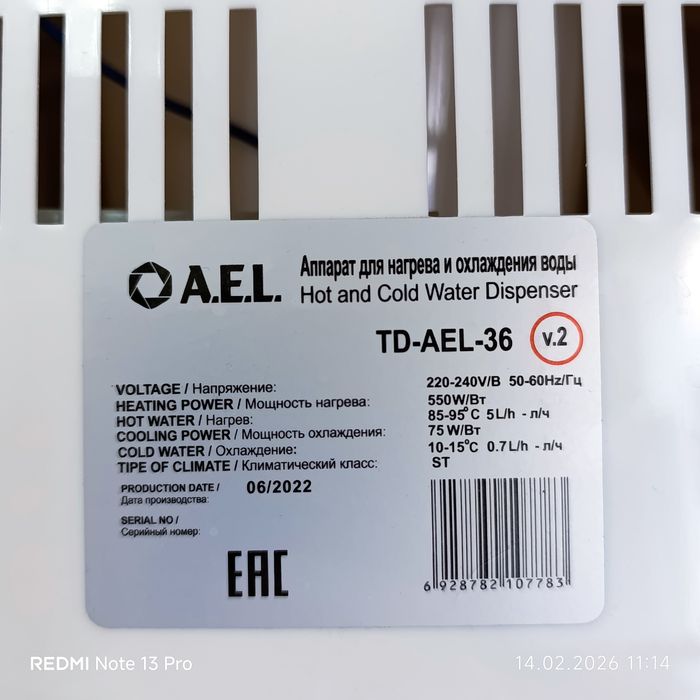 A.E.L.
Аппарат для нагрева и охлаждения воды
Hot and Cold Water Dispenser
TD-AEL-36 v.2
VOLTAGE / Напряжение: 220-240V/В 50-60Hz/Гц
HEATING POWER / Мощность нагрева: 550W/Вт
HOT WATER / Нагрев: 85-95°C 5L/h - л/ч
COOLING POWER / Мощность охлаждения: 75W/Вт
COLD WATER / Охлаждение: 10-15°C 0.7L/h - л/ч
TIPE OF CLIMATE / Климатический класс: ST
PRODUCTION DATE / 06/2022
Дата производства:
SERIAL NO /
Серийный номер:
EAC
6 928782 107783
REDMI Note 13 Pro
14.02.2026 11:14